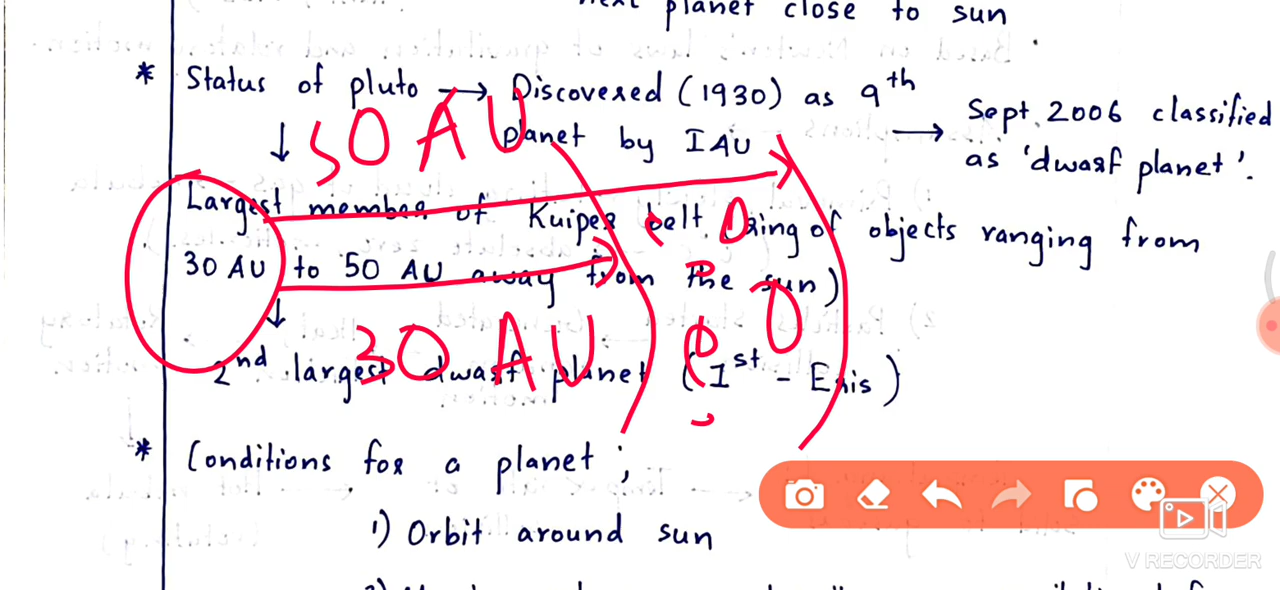 next planet close to sun
* Status of pluto → Discovered (1930) as 9th planet by IAU → Sept. 2006 classified as 'dwarf planet'.
↓
50 AU
Largest member of Kuiper belt (ring of objects ranging from
30 AU to 50 AU away from the sun)
↓
30 AU
2nd largest dwarf planet (1st - Eris)
* Conditions for a planet;
1) Orbit around sun
V RECORDER